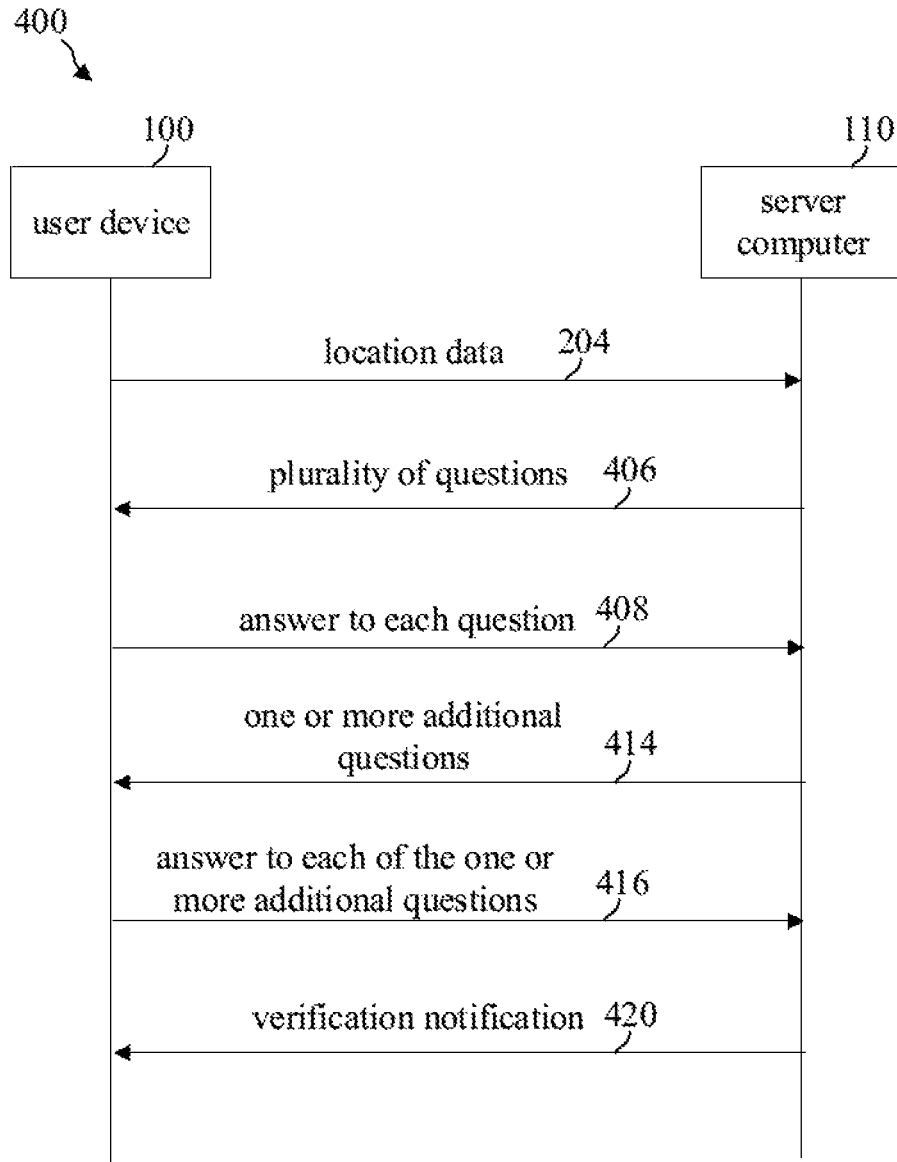 400
100
110
user device
server
computer
location data 204
plurality of questions 406
answer to each question 408
one or more additional
questions 414
answer to each of the one or
more additional questions 416
verification notification 420